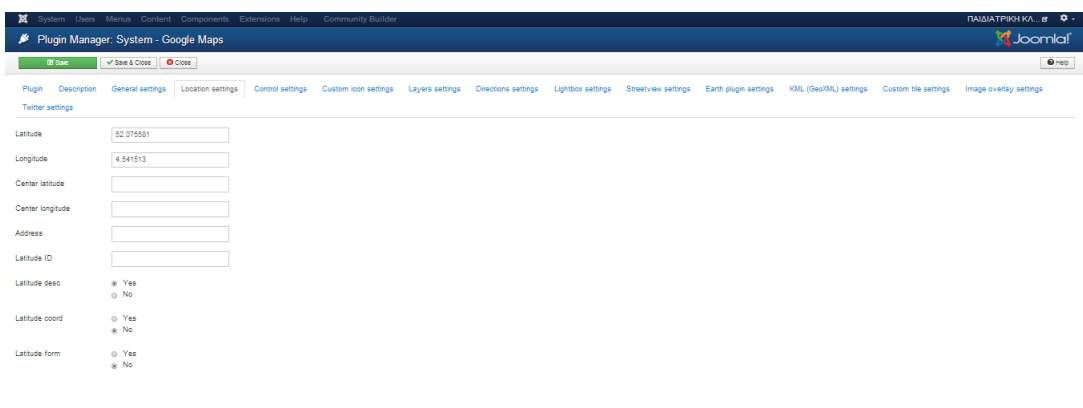 System Users Menus Content Components Extensions Help Community Builder ΠΑΙΔΙΑΤΡΙΚΗ ΚΛ...
Plugin Manager: System - Google Maps Joomla!
Save Save & Close Close Help
Plugin Description General settings Location settings Control settings Custom icon settings Layers settings Directions settings Lightbox settings Streetview settings Earth plugin settings KML (GeoXML) settings Custom tile settings Image overlay settings
Twitter settings
Latitude 52.075581
Longitude 4.541513
Center latitude
Center longitude
Address
Latitude ID
Latitude desc Yes
No
Latitude coord Yes
No
Latitude form Yes
No